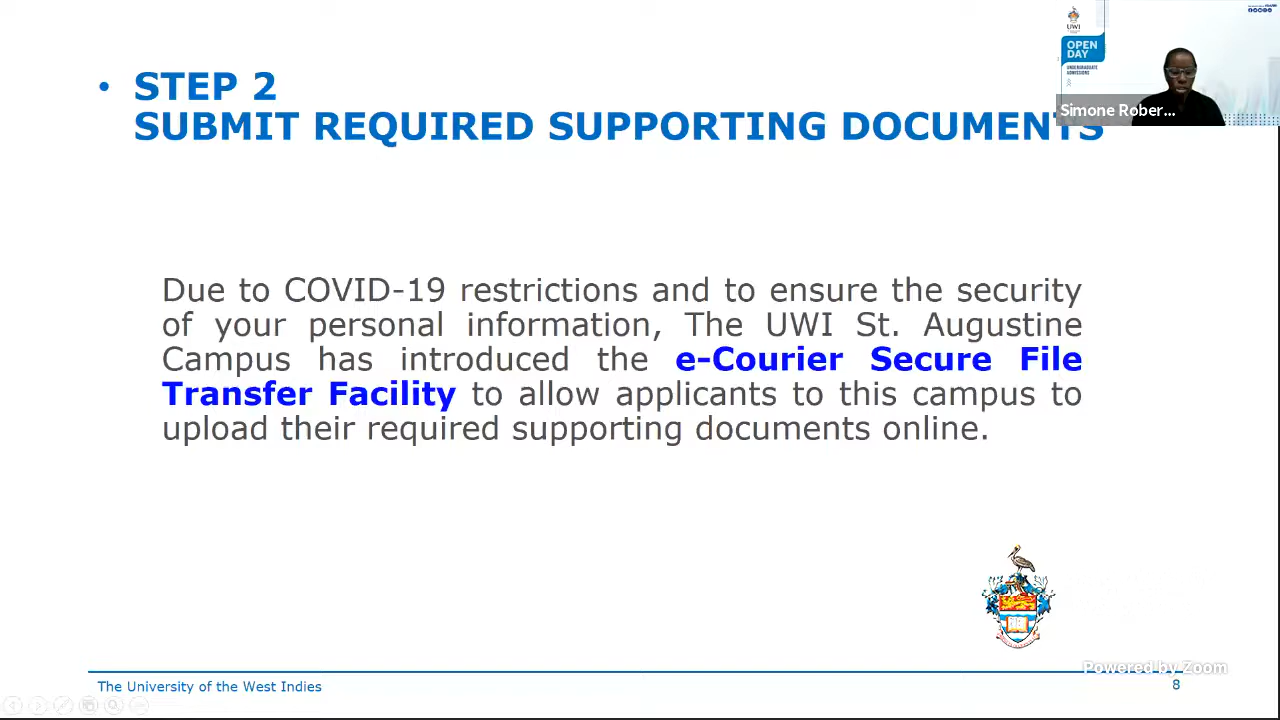 UWI
OPEN
DAY
UNDERGRADUATE
ADMISSIONS
Simone Rober...
• STEP 2
SUBMIT REQUIRED SUPPORTING DOCUMENTS
Due to COVID-19 restrictions and to ensure the security
of your personal information, The UWI St. Augustine
Campus has introduced the e-Courier Secure File
Transfer Facility to allow applicants to this campus to
upload their required supporting documents online.
Powered by Zoom
The University of the West Indies
8